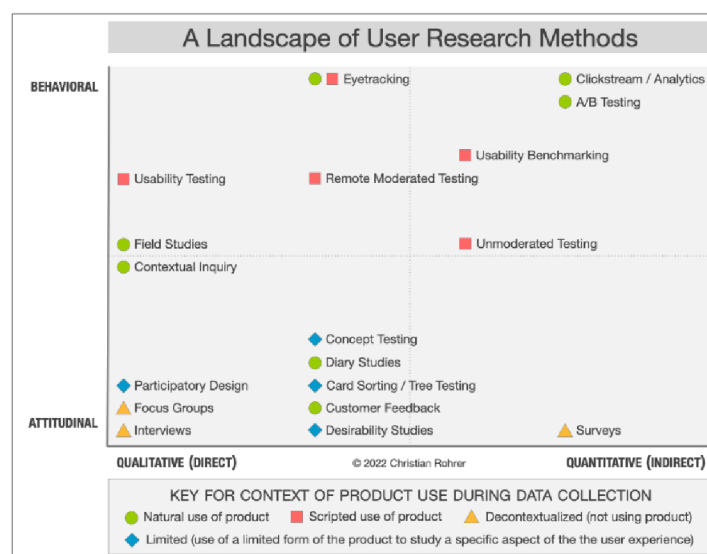 A Landscape of User Research Methods
BEHAVIORAL
Eyetracking
Clickstream / Analytics
A/B Testing
Usability Benchmarking
Usability Testing
Remote Moderated Testing
Field Studies
Unmoderated Testing
Contextual Inquiry
Concept Testing
Diary Studies
Participatory Design
Card Sorting / Tree Testing
Focus Groups
Customer Feedback
ATTITUDINAL
Interviews
Desirability Studies
Surveys
QUALITATIVE (DIRECT)
© 2022 Christian Rohrer
QUANTITATIVE (INDIRECT)
KEY FOR CONTEXT OF PRODUCT USE DURING DATA COLLECTION
Natural use of product
Scripted use of product
Decontextualized (not using product)
Limited (use of a limited form of the product to study a specific aspect of the the user experience)